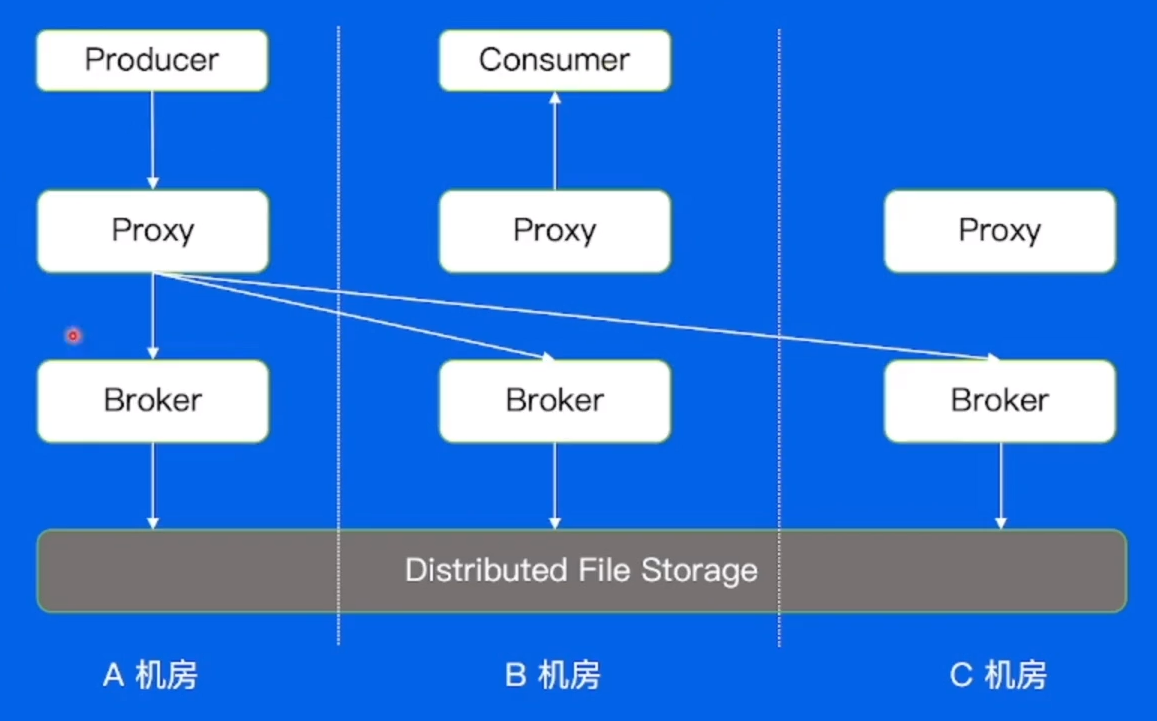 Producer
Consumer
Proxy
Proxy
Proxy
Broker
Broker
Broker
Distributed File Storage
A 机房
B 机房
C 机房